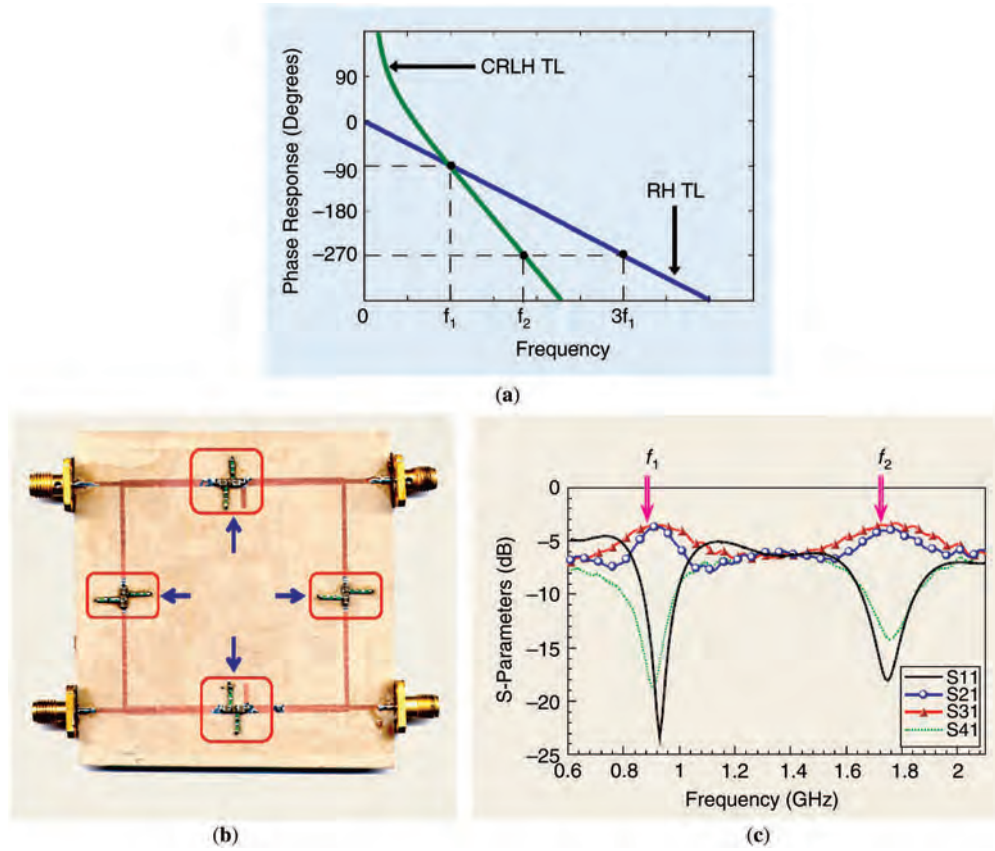 Phase Response (Degrees)
90
0
−90
−180
−270
CRLH TL
RH TL
0
f1
f2
3f1
Frequency
(a)
(b)
f1
f2
S-Parameters (dB)
0
−5
−10
−15
−20
−25
S11
S21
S31
S41
0.6
0.8
1
1.2
1.4
1.6
1.8
2
Frequency (GHz)
(c)